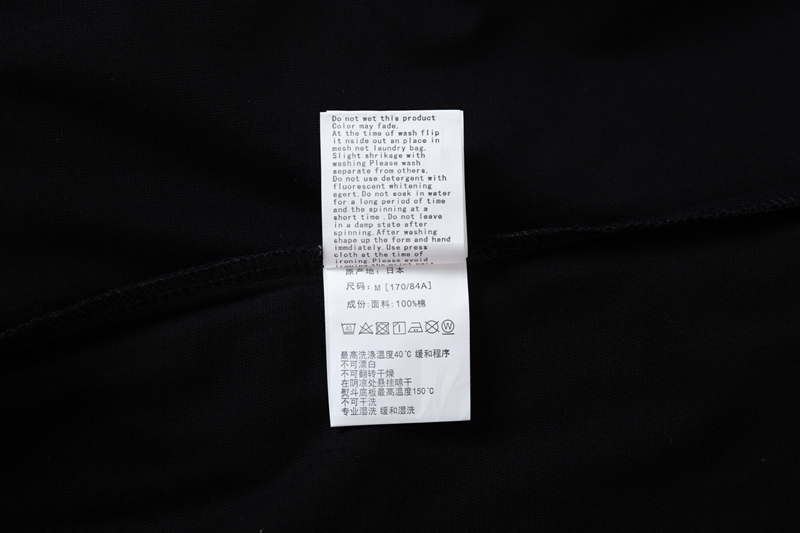 Do not wet this product
Color may fade.
At the time of wash flip
it nside out an place in
mesh net laundry bag.
Slight shrikage with
washing Please wash
separate from others.
Do not use detergent with
fluorescent whitening
agert. Do not soak in water
for a long period of time
and the spinning at a
short time .Do not leave
in a damp state after
spinning. After washing
shape up the form and hand
immediately. Use press
cloth at the time of
ironing. Please avoid
原产地: 日本
尺码: M [170/84A]
成份: 面料: 100%棉
40
最高洗涤温度40℃ 缓和程序
不可漂白
不可翻转干燥
在阴凉处悬挂晾干
熨斗底板最高温度150℃
不可干洗
专业湿洗 缓和湿洗